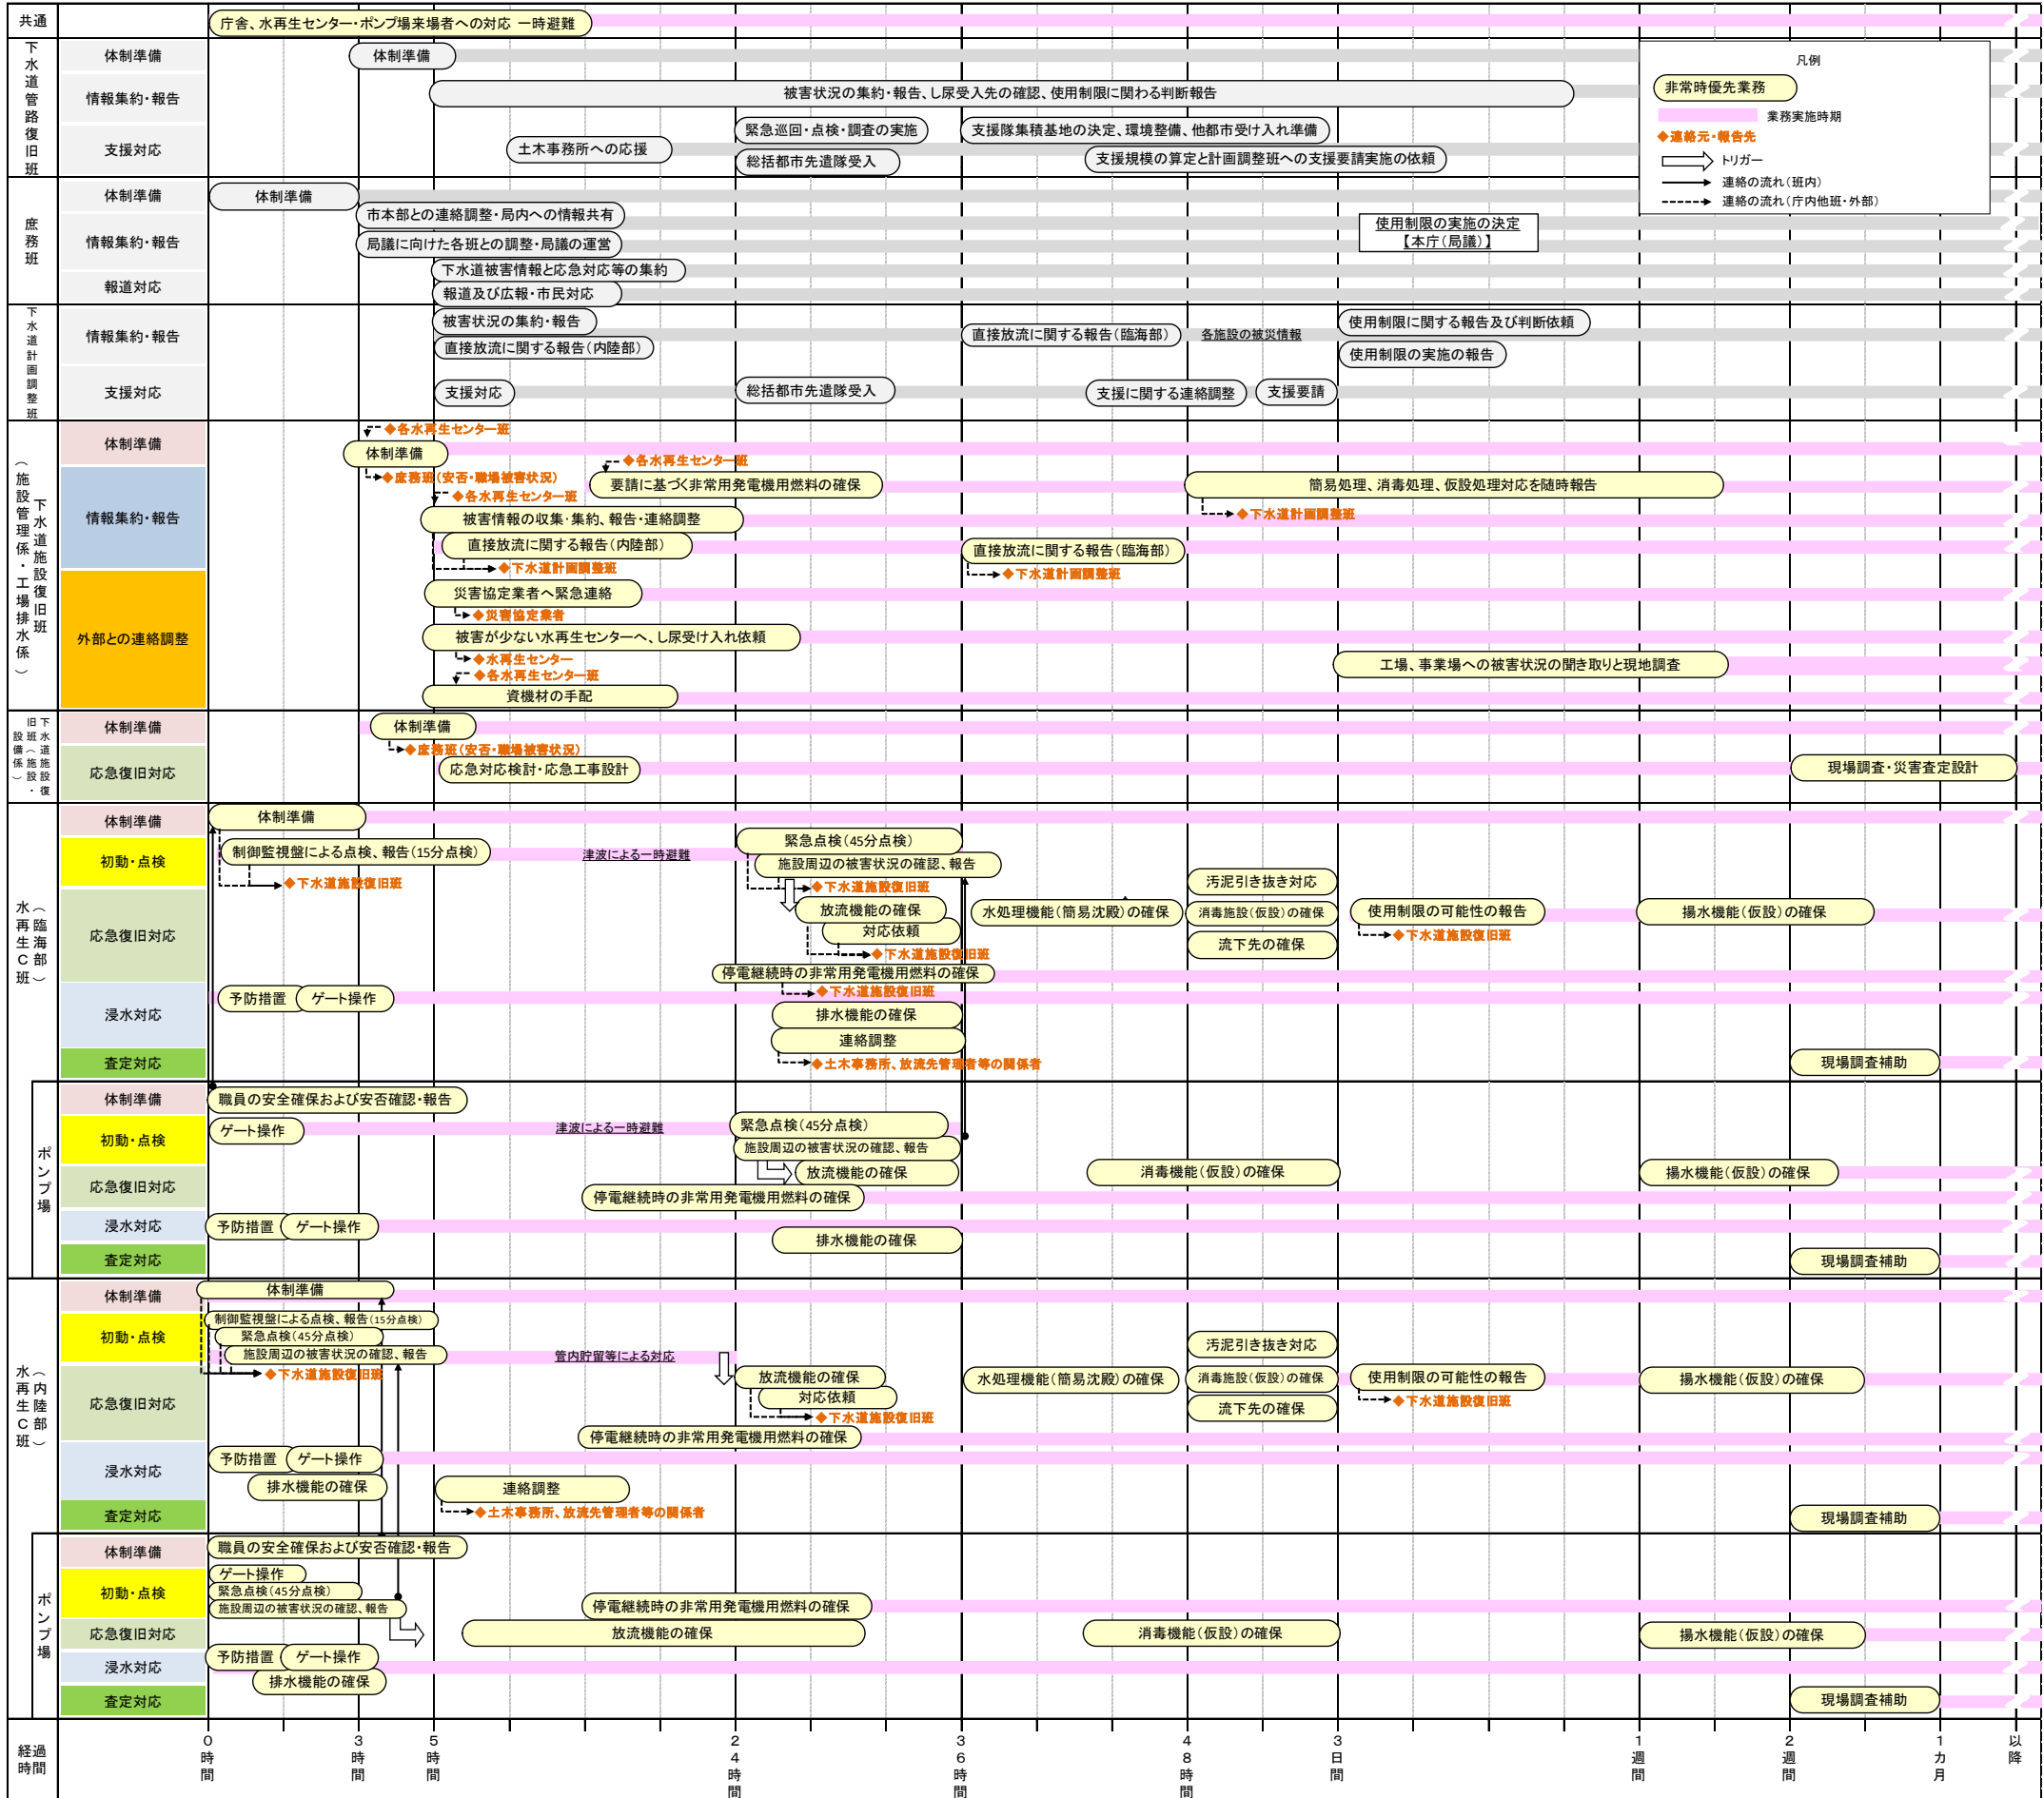 共通
庁舎、水再生センター・ポンプ場来場者への対応 一時避難
凡例
非常時優先業務
業務実施時期
◆連絡元・報告先
トリガー
連絡の流れ(班内)
連絡の流れ(庁内他班・外部)
下水道管路復旧班
体制準備
体制準備
情報集約・報告
被害状況の集約・報告、し尿受入先の確認、使用制限に関わる判断報告
支援対応
土木事務所への応援
緊急巡回・点検・調査の実施
総括都市先遣隊受入
支援隊集積基地の決定、環境整備、他都市受け入れ準備
支援規模の算定と計画調整班への支援要請実施の依頼
庶務班
体制準備
体制準備
情報集約・報告
市本部との連絡調整・局内への情報共有
局議に向けた各班との調整・局議の運営
使用制限の実施の決定
【本庁(局議)】
下水道被害情報と応急対応等の集約
報道対応
報道及び広報・市民対応
下水道計画調整班
情報集約・報告
被害状況の集約・報告
直接放流に関する報告(内陸部)
直接放流に関する報告(臨海部)
各施設の被災情報
使用制限に関する報告及び判断依頼
使用制限の実施の報告
支援対応
支援対応
総括都市先遣隊受入
支援に関する連絡調整
支援要請
下水道施設復旧班
(施設管理係・工場排水係)
体制準備
◆各水再生センター班
体制準備
◆庶務班(安否・職場被害状況)
情報集約・報告
◆各水再生センター班
要請に基づく非常用発電機用燃料の確保
簡易処理、消毒処理、仮設処理対応を随時報告
◆下水道計画調整班
◆各水再生センター班
被害情報の収集・集約、報告・連絡調整
直接放流に関する報告(内陸部)
◆下水道計画調整班
直接放流に関する報告(臨海部)
◆下水道計画調整班
外部との連絡調整
災害協定業者へ緊急連絡
◆災害協定業者
被害が少ない水再生センターへ、し尿受け入れ依頼
◆水再生センター
工場、事業場への被害状況の聞き取りと現地調査
◆各水再生センター班
資機材の手配
下水道施設復旧班(施設・設備係)
体制準備
体制準備
◆庶務班(安否・職場被害状況)
応急復旧対応
応急対応検討・応急工事設計
現場調査・災害査定設計
水再生C班
(臨海部)
体制準備
体制準備
初動・点検
制御監視盤による点検、報告(15分点検)
◆下水道施設復旧班
津波による一時避難
緊急点検(45分点検)
施設周辺の被害状況の確認、報告
◆下水道施設復旧班
応急復旧対応
放流機能の確保
対応依頼
◆下水道施設復旧班
水処理機能(簡易沈殿)の確保
汚泥引き抜き対応
消毒施設(仮設)の確保
流下先の確保
使用制限の可能性の報告
◆下水道施設復旧班
揚水機能(仮設)の確保
停電継続時の非常用発電機用燃料の確保
◆下水道施設復旧班
浸水対応
予防措置
ゲート操作
排水機能の確保
連絡調整
◆土木事務所、放流先管理者等の関係者
査定対応
現場調査補助
ポンプ場
体制準備
職員の安全確保および安否確認・報告
初動・点検
ゲート操作
津波による一時避難
緊急点検(45分点検)
施設周辺の被害状況の確認、報告
応急復旧対応
放流機能の確保
消毒機能(仮設)の確保
揚水機能(仮設)の確保
停電継続時の非常用発電機用燃料の確保
浸水対応
予防措置
ゲート操作
排水機能の確保
査定対応
現場調査補助
水再生C班
(内陸部)
体制準備
体制準備
初動・点検
制御監視盤による点検、報告(15分点検)
緊急点検(45分点検)
施設周辺の被害状況の確認、報告
◆下水道施設復旧班
管内貯留等による対応
応急復旧対応
放流機能の確保
対応依頼
◆下水道施設復旧班
水処理機能(簡易沈殿)の確保
汚泥引き抜き対応
消毒施設(仮設)の確保
流下先の確保
使用制限の可能性の報告
◆下水道施設復旧班
揚水機能(仮設)の確保
停電継続時の非常用発電機用燃料の確保
浸水対応
予防措置
ゲート操作
排水機能の確保
連絡調整
◆土木事務所、放流先管理者等の関係者
査定対応
現場調査補助
ポンプ場
体制準備
職員の安全確保および安否確認・報告
初動・点検
ゲート操作
緊急点検(45分点検)
施設周辺の被害状況の確認、報告
停電継続時の非常用発電機用燃料の確保
応急復旧対応
放流機能の確保
消毒機能(仮設)の確保
揚水機能(仮設)の確保
浸水対応
予防措置
ゲート操作
排水機能の確保
査定対応
現場調査補助
経過時間
0時間
3時間
5時間
24時間
36時間
48時間
3日間
1週間
2週間
1カ月
以降